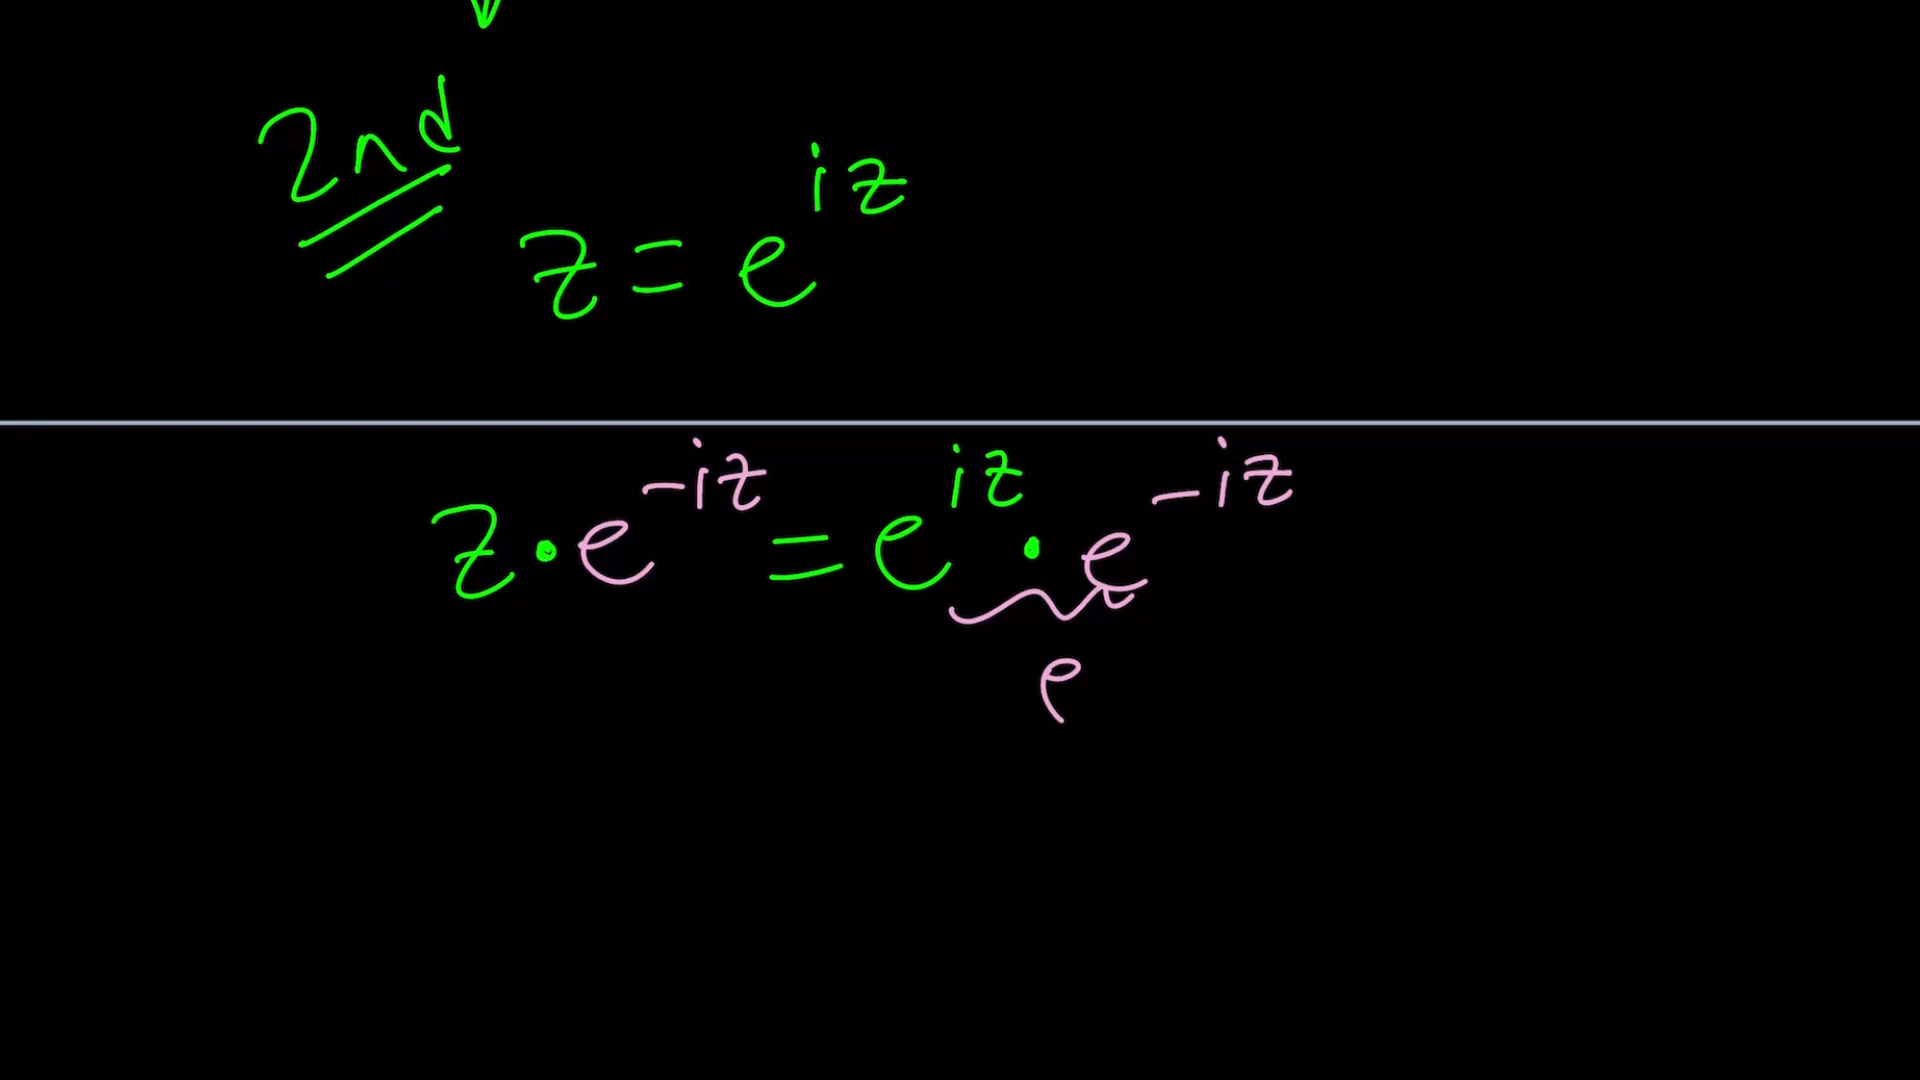 2nd
z = e^{iz}
z · e^{-iz} = e^{iz} · e^{-iz}
e